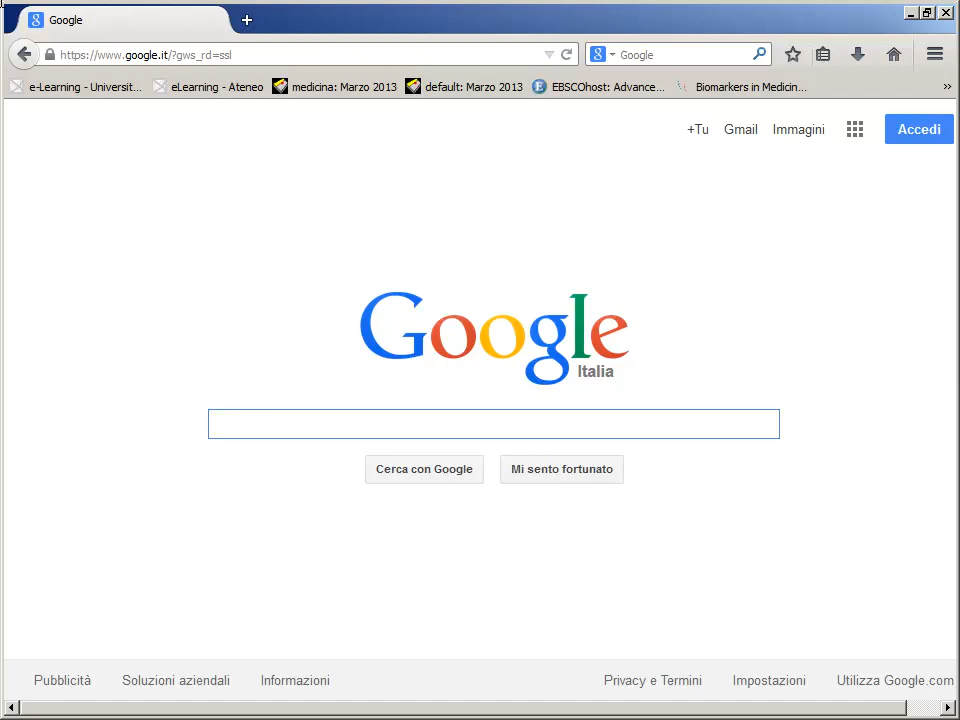 Google
https://www.google.it/?gws_rd=ssl
Google
e-Learning - Universit...
eLearning - Ateneo
medicina: Marzo 2013
default: Marzo 2013
EBSCOhost: Advance...
Biomarkers in Medicin...
+Tu
Gmail
Immagini
Accedi
Google
Italia
Cerca con Google
Mi sento fortunato
Pubblicità
Soluzioni aziendali
Informazioni
Privacy e Termini
Impostazioni
Utilizza Google.com